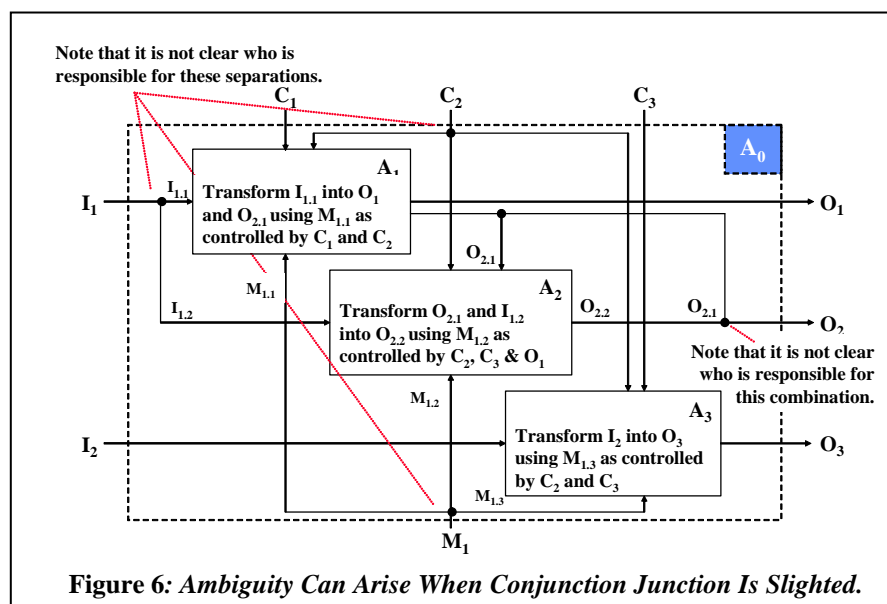 Note that it is not clear who is
responsible for these separations.
C1
C2
C3
A0
A1
I1
I1.1
Transform I1.1 into O1
and O2.1 using M1.1 as
controlled by C1 and C2
O1
O2.1
M1.1
A2
I1.2
Transform O2.1 and I1.2
into O2.2 using M1.2 as
controlled by C2, C3 & O1
O2.2
O2.1
O2
Note that it is not clear
who is responsible for
this combination.
M1.2
A3
I2
Transform I2 into O3
using M1.3 as controlled
by C2 and C3
O3
M1.3
M1
Figure 6: Ambiguity Can Arise When Conjunction Junction Is Slighted.